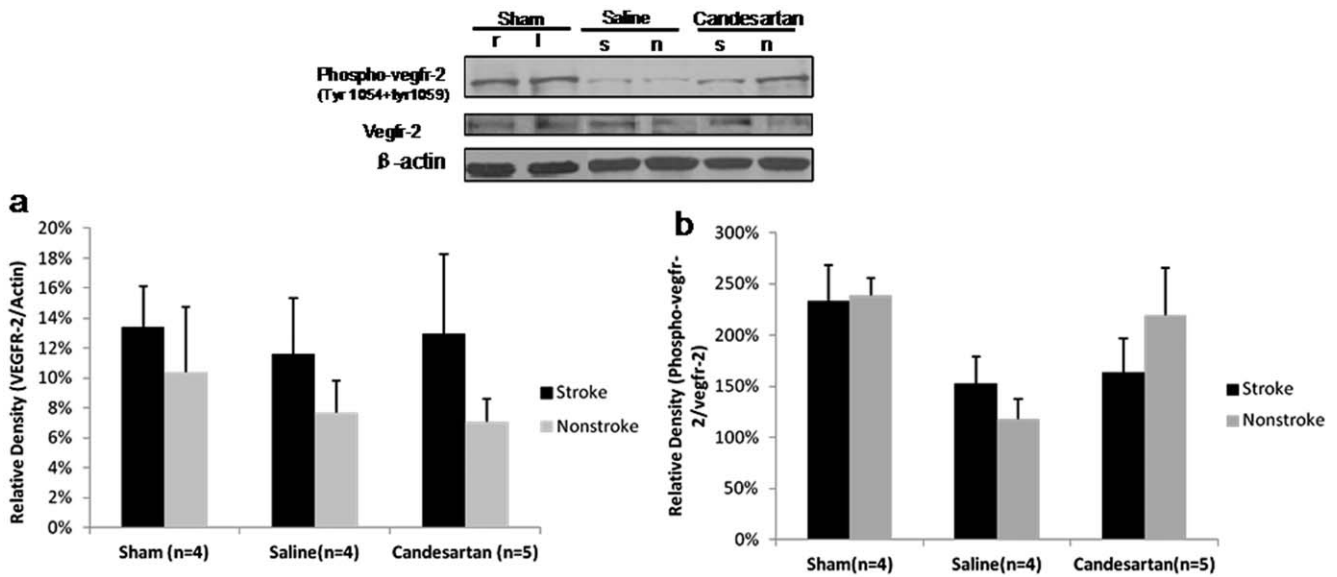 Sham Saline Candesartan
r l s n s n
Phospho-vegfr-2
(Tyr 1054+tyr1059)
Vegfr-2
β-actin
a
20%
18%
16%
14%
12%
10%
8%
6%
4%
2%
0%
Relative Density (VEGFR-2/Actin)
Sham (n=4) Saline(n=4) Candesartan (n=5)
Stroke
Nonstroke
b
300%
250%
200%
150%
100%
50%
0%
Relative Density (Phospho-vegfr-
2/vegfr-2)
Sham(n=4) Saline(n=4) Candesartan(n=5)
Stroke
Nonstroke